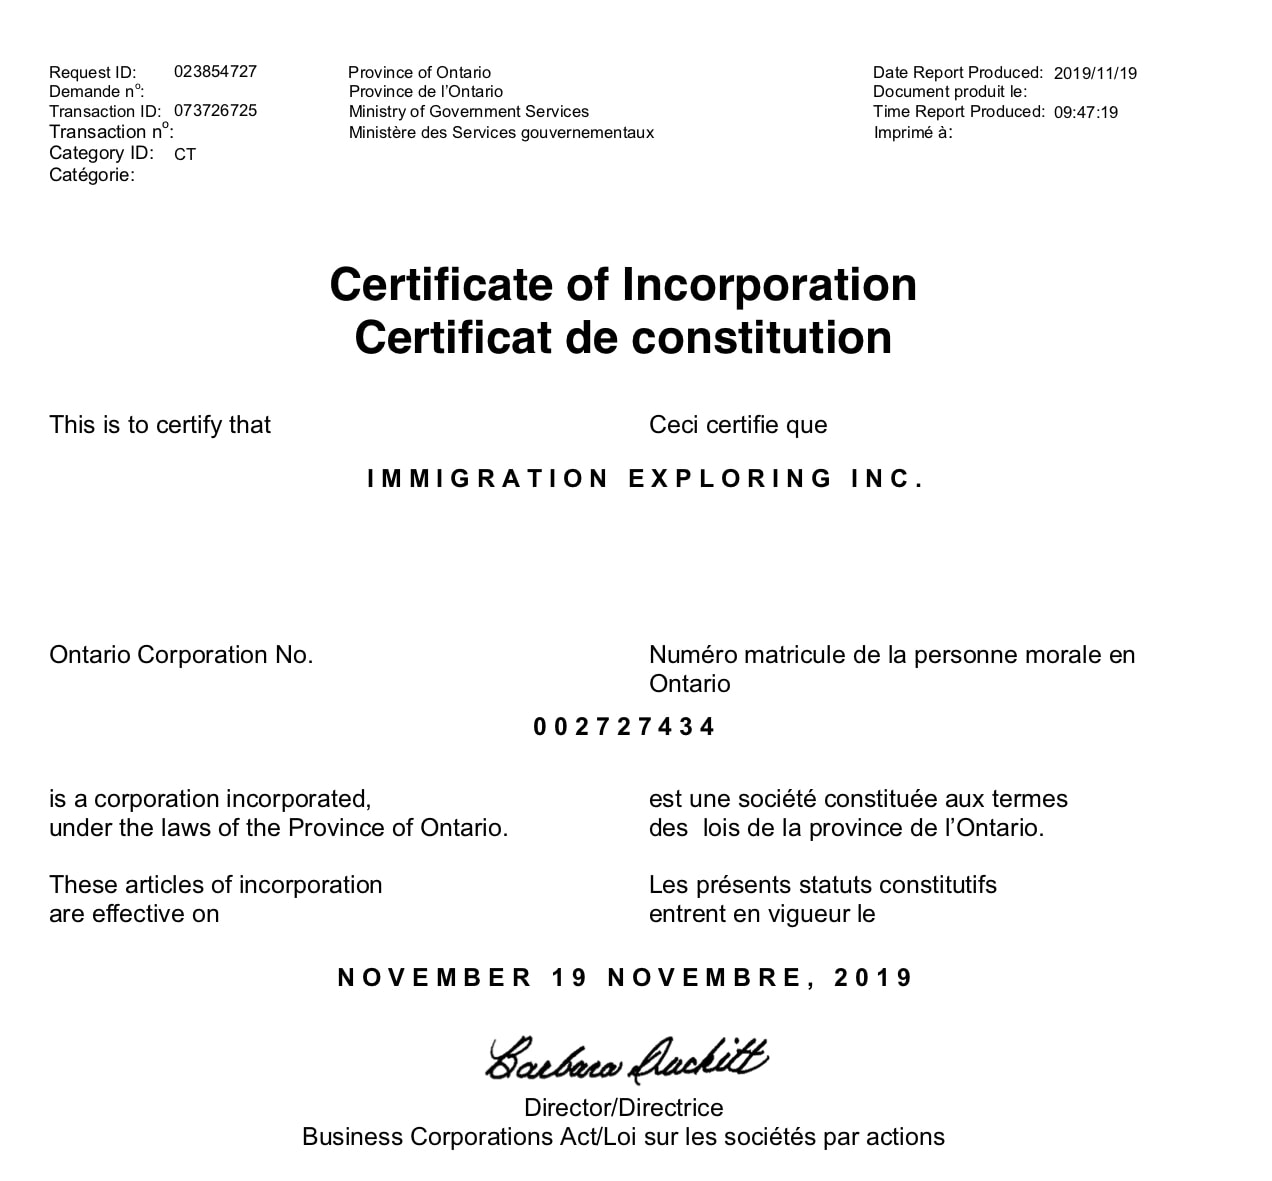 Request ID: 023854727
Demande nº:
Transaction ID: 073726725
Transaction nº:
Category ID: CT
Catégorie:
Province of Ontario
Province de l'Ontario
Ministry of Government Services
Ministère des Services gouvernementaux
Date Report Produced: 2019/11/19
Document produit le:
Time Report Produced: 09:47:19
Imprimé à:
Certificate of Incorporation
Certificat de constitution
This is to certify that
Ceci certifie que
IMMIGRATION EXPLORING INC.
Ontario Corporation No.
Numéro matricule de la personne morale en
Ontario
002727434
is a corporation incorporated,
under the laws of the Province of Ontario.
est une société constituée aux termes
des lois de la province de l'Ontario.
These articles of incorporation
are effective on
Les présents statuts constitutifs
entrent en vigueur le
NOVEMBER 19 NOVEMBRE, 2019
Barbara Duckitt
Director/Directrice
Business Corporations Act/Loi sur les sociétés par actions